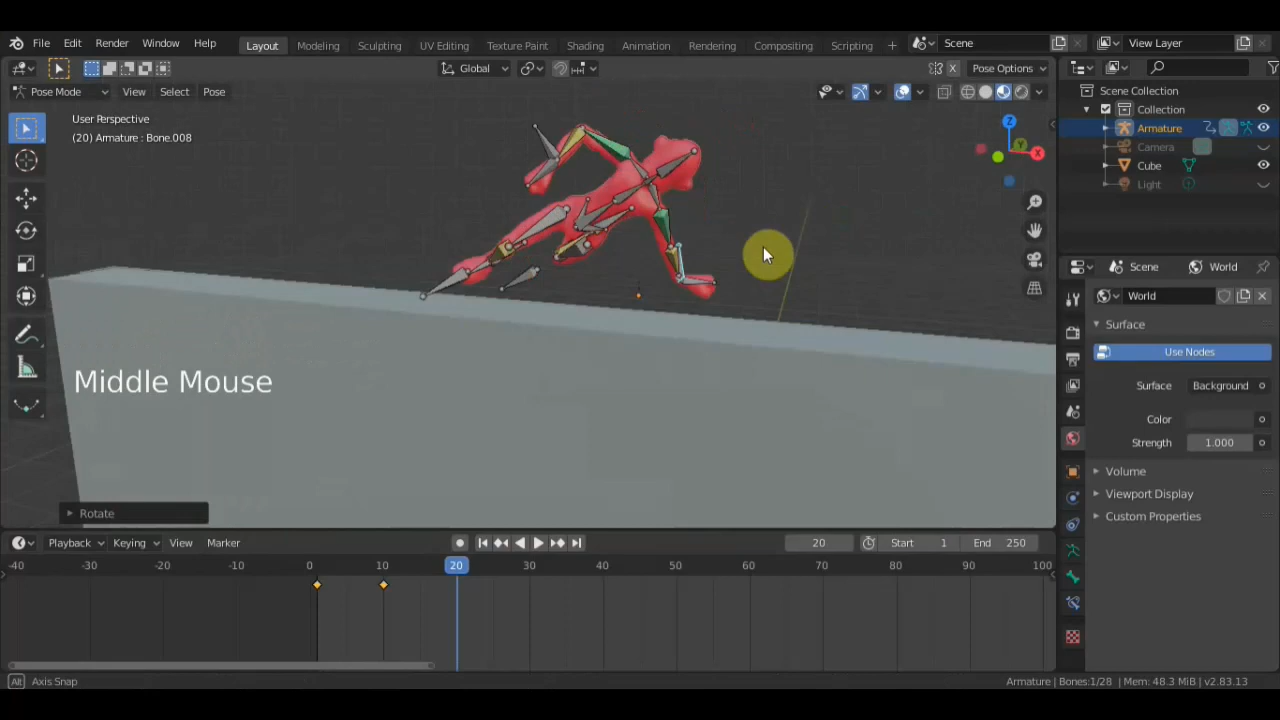 File Edit Render Window Help Layout Modeling Sculpting UV Editing Texture Paint Shading Animation Rendering Compositing Scripting + Scene View Layer
Global Pose Options
Pose Mode View Select Pose
User Perspective
(20) Armature : Bone.008
X Y Z
Scene Collection
Collection
Armature
Camera
Cube
Light
Scene World
World
Surface
Use Nodes
Surface Background
Color
Strength 1.000
Volume
Viewport Display
Custom Properties
Middle Mouse
Rotate
Playback Keying View Marker 20 Start 1 End 250
-40 -30 -20 -10 0 10 20 30 40 50 60 70 80 90 100
Alt Axis Snap Armature | Bones:1/28 | Mem: 48.3 MiB | v2.83.13